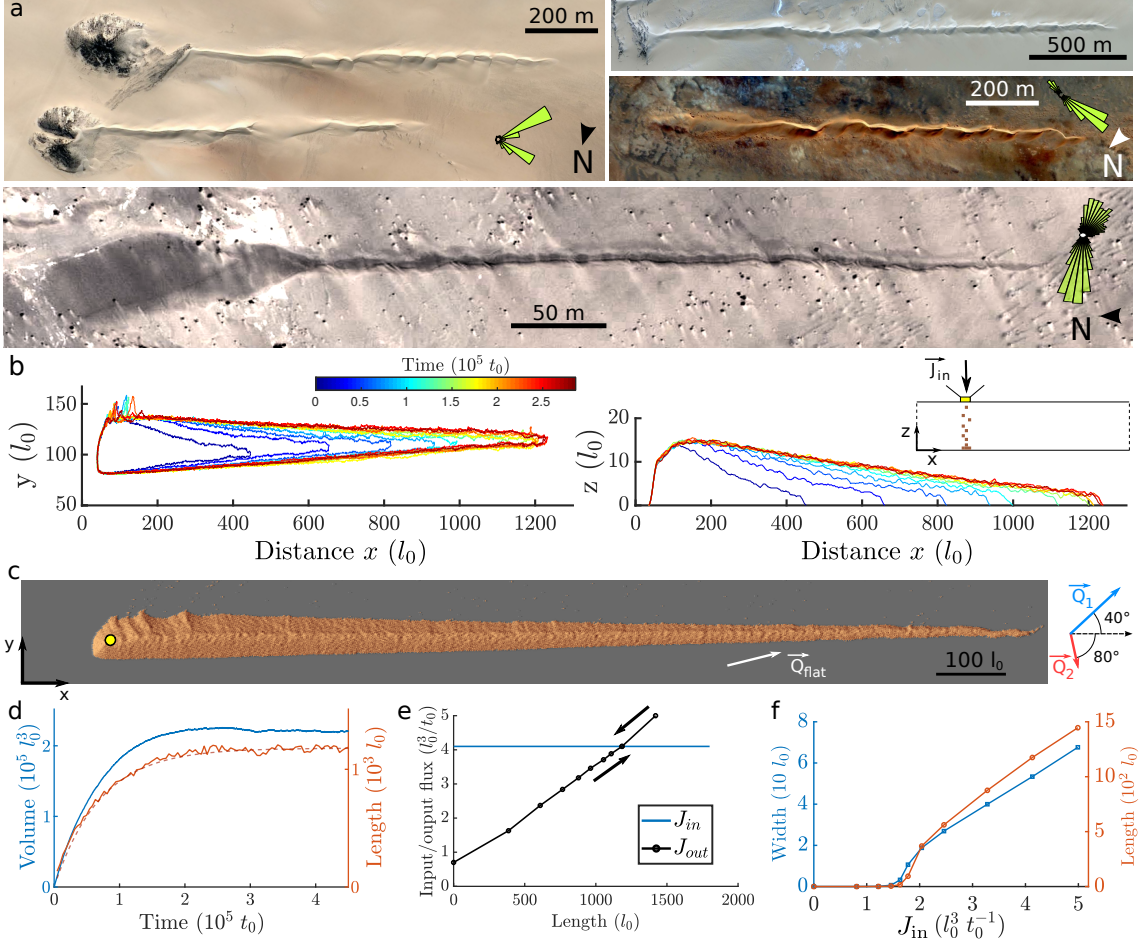 a
200 m
N
500 m
200 m
N
50 m
N
b
Time (10⁵ t₀)
0 0.5 1 1.5 2 2.5
150
100
50
y (l₀)
0 200 400 600 800 1000 1200
Distance x (l₀)
J_in
z
x
20
10
0
z (l₀)
0 200 400 600 800 1000 1200
Distance x (l₀)
c
y
x
Q_flat
100 l₀
Q₁
40°
Q₂
80°
d
Volume (10⁵ l₀³)
2
1
0
Length (10³ l₀)
1
0
0 1 2 3 4
Time (10⁵ t₀)
e
Input/ouput flux (l₀³/t₀)
5
4
3
2
1
0
J_in
J_out
0 500 1000 1500 2000
Length (l₀)
f
Width (10 l₀)
8
6
4
2
0
Length (10² l₀)
15
10
5
0
0 1 2 3 4 5
J_in (l₀³ t₀⁻¹)